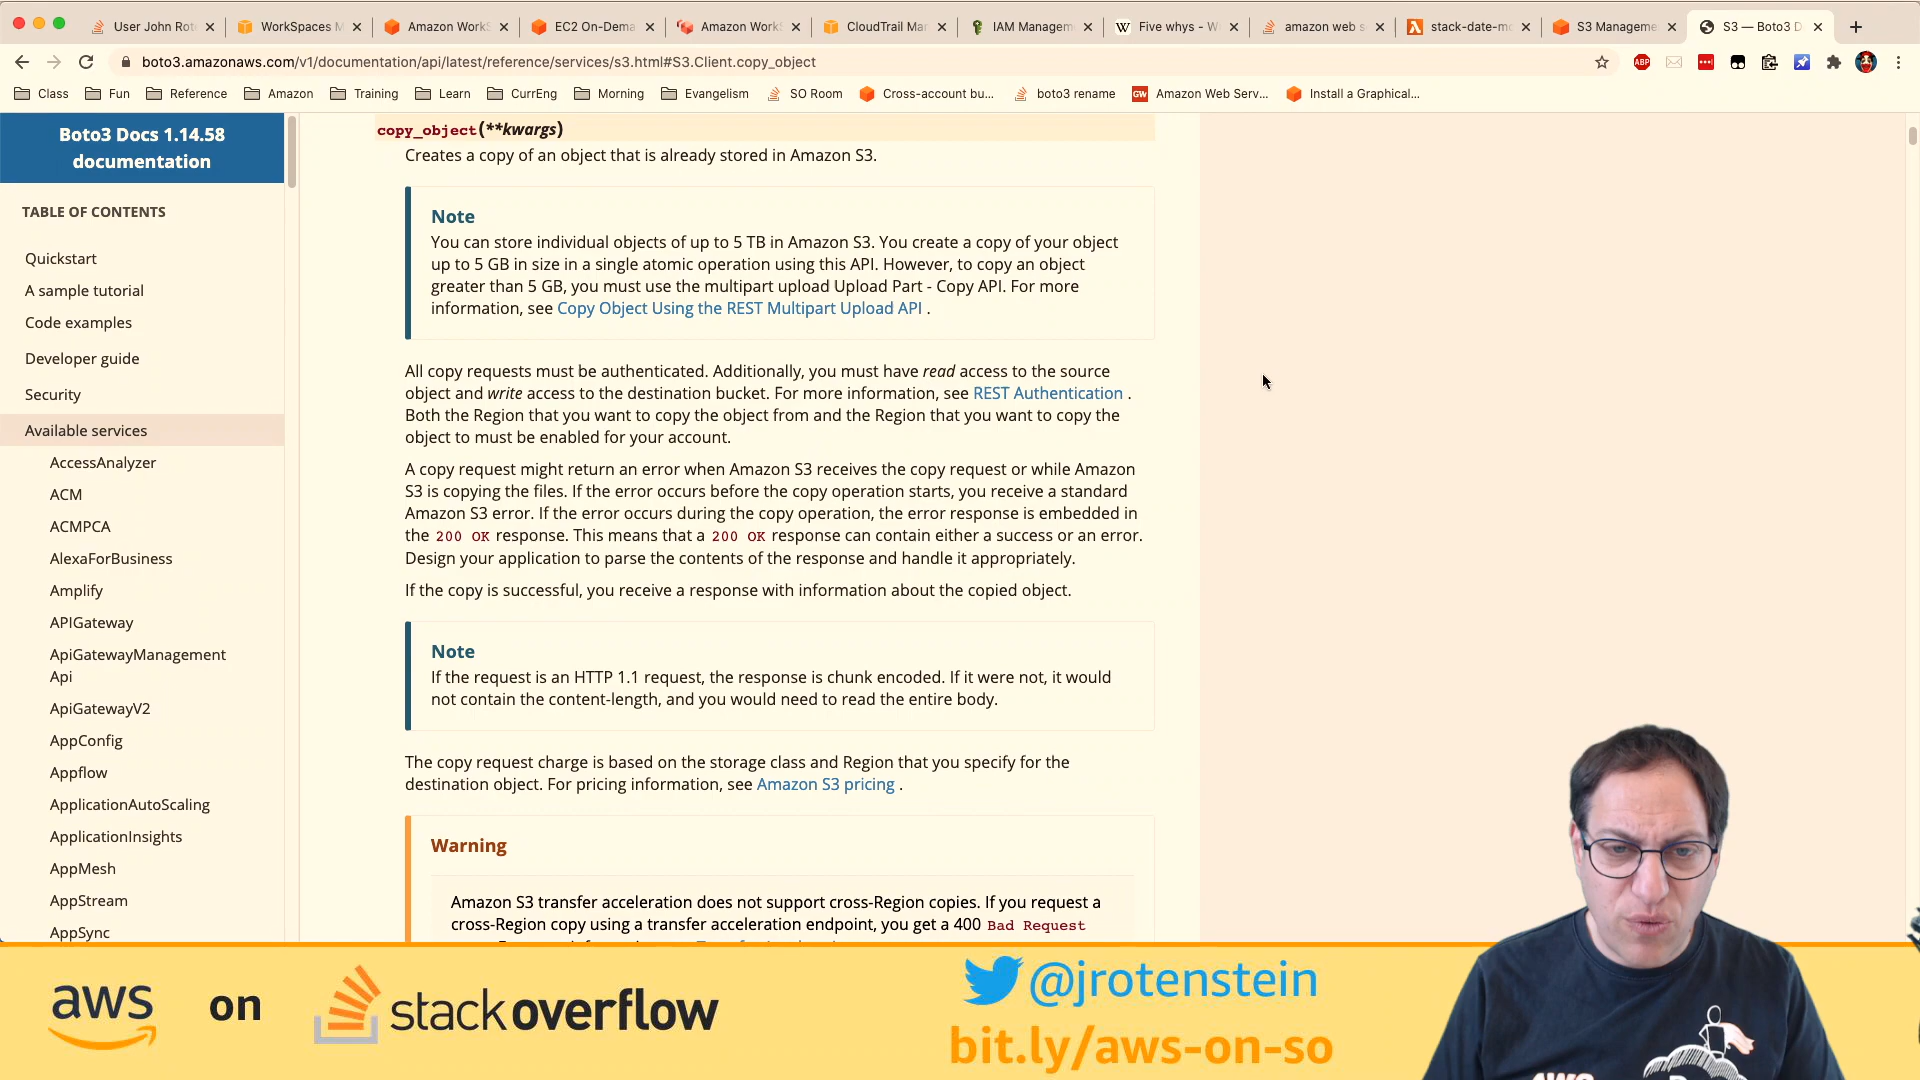 User John Rot
WorkSpaces M
Amazon Work
EC2 On-Dema
Amazon Work
CloudTrail Ma
IAM Managem
Five whys - W
amazon web s
stack-date-mo
S3 Manageme
S3 — Boto3 D
boto3.amazonaws.com/v1/documentation/api/latest/reference/services/s3.html#S3.Client.copy_object
ABP
Class
Fun
Reference
Amazon
Training
Learn
CurrEng
Morning
Evangelism
SO Room
Cross-account bu...
boto3 rename
GW
Amazon Web Serv...
Install a Graphical...
Boto3 Docs 1.14.58
documentation
TABLE OF CONTENTS
Quickstart
A sample tutorial
Code examples
Developer guide
Security
Available services
AccessAnalyzer
ACM
ACMPCA
AlexaForBusiness
Amplify
APIGateway
ApiGatewayManagement
Api
ApiGatewayV2
AppConfig
Appflow
ApplicationAutoScaling
ApplicationInsights
AppMesh
AppStream
AppSync
copy_object(**kwargs)
Creates a copy of an object that is already stored in Amazon S3.
Note
You can store individual objects of up to 5 TB in Amazon S3. You create a copy of your object
up to 5 GB in size in a single atomic operation using this API. However, to copy an object
greater than 5 GB, you must use the multipart upload Upload Part - Copy API. For more
information, see Copy Object Using the REST Multipart Upload API .
All copy requests must be authenticated. Additionally, you must have read access to the source
object and write access to the destination bucket. For more information, see REST Authentication .
Both the Region that you want to copy the object from and the Region that you want to copy the
object to must be enabled for your account.
A copy request might return an error when Amazon S3 receives the copy request or while Amazon
S3 is copying the files. If the error occurs before the copy operation starts, you receive a standard
Amazon S3 error. If the error occurs during the copy operation, the error response is embedded in
the 200 OK response. This means that a 200 OK response can contain either a success or an error.
Design your application to parse the contents of the response and handle it appropriately.
If the copy is successful, you receive a response with information about the copied object.
Note
If the request is an HTTP 1.1 request, the response is chunk encoded. If it were not, it would
not contain the content-length, and you would need to read the entire body.
The copy request charge is based on the storage class and Region that you specify for the
destination object. For pricing information, see Amazon S3 pricing .
Warning
Amazon S3 transfer acceleration does not support cross-Region copies. If you request a
cross-Region copy using a transfer acceleration endpoint, you get a 400 Bad Request
aws on stackoverflow
@jrotenstein
bit.ly/aws-on-so